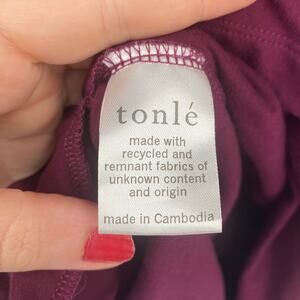 tonlé
made with
recycled and
remnant fabrics of
unknown content
and origin
made in Cambodia